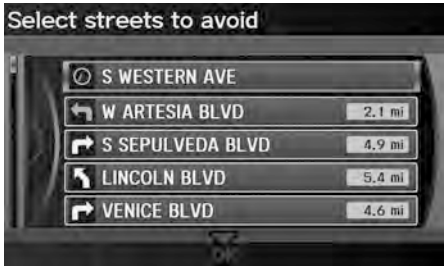 Select streets to avoid
S WESTERN AVE
W ARTESIA BLVD 2.1 mi
S SEPULVEDA BLVD 4.9 mi
LINCOLN BLVD 5.4 mi
VENICE BLVD 4.6 mi
OK